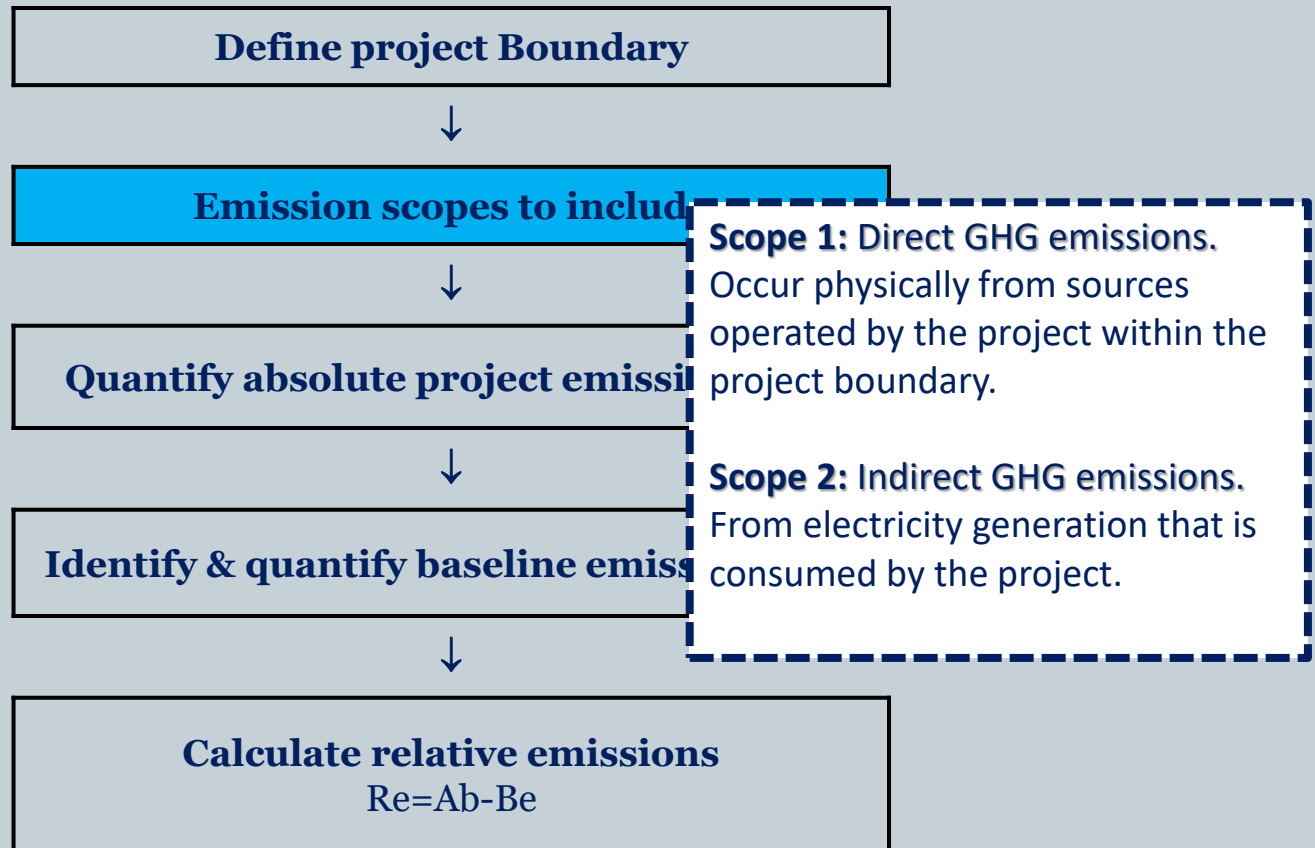 Define project Boundary
↓
Emission scopes to includ
↓
Quantify absolute project emissi
↓
Identify & quantify baseline emiss
↓
Calculate relative emissions
Re=Ab-Be
Scope 1: Direct GHG emissions.
Occur physically from sources
operated by the project within the
project boundary.
Scope 2: Indirect GHG emissions.
From electricity generation that is
consumed by the project.